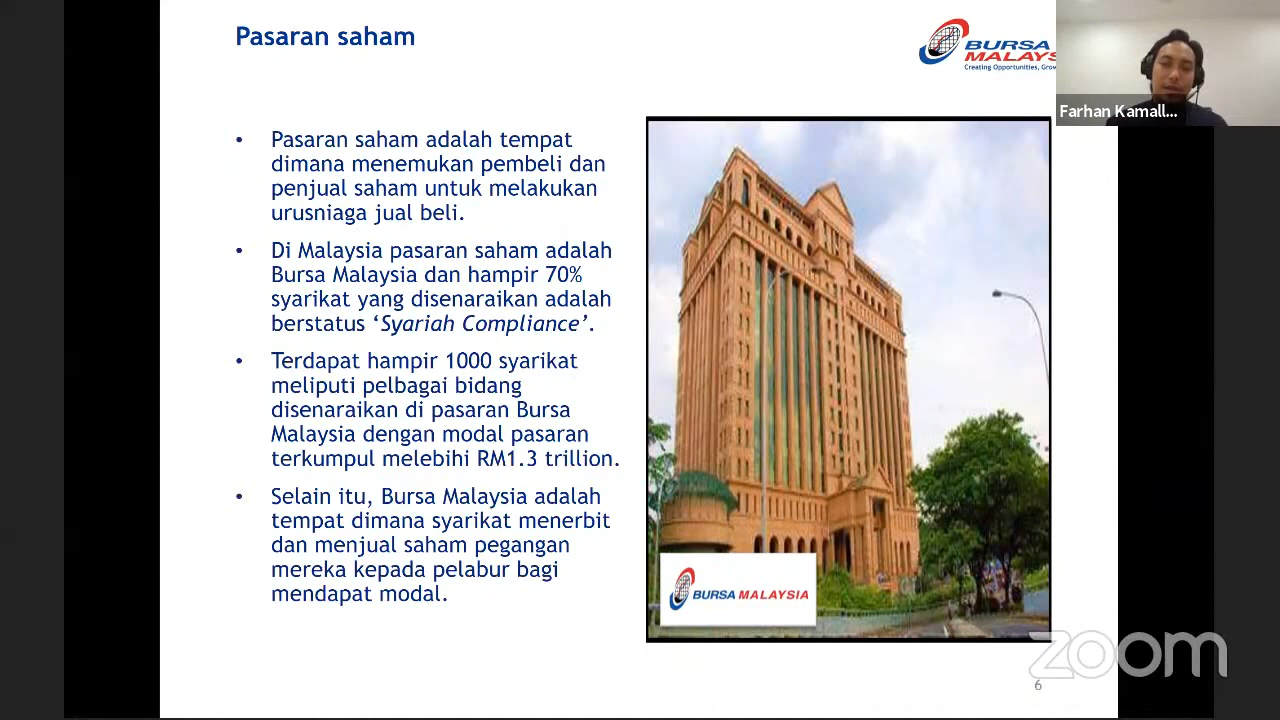 Pasaran saham
BURSA
MALAYS
Creating Opportunities, Grow
Farhan Kamall...
• Pasaran saham adalah tempat
dimana menemukan pembeli dan
penjual saham untuk melakukan
urusniaga jual beli.
• Di Malaysia pasaran saham adalah
Bursa Malaysia dan hampir 70%
syarikat yang disenaraikan adalah
berstatus ‘Syariah Compliance’.
• Terdapat hampir 1000 syarikat
meliputi pelbagai bidang
disenaraikan di pasaran Bursa
Malaysia dengan modal pasaran
terkumpul melebihi RM1.3 trillion.
• Selain itu, Bursa Malaysia adalah
tempat dimana syarikat menerbit
dan menjual saham pegangan
mereka kepada pelabur bagi
mendapat modal.
BURSA MALAYSIA
zoom
6